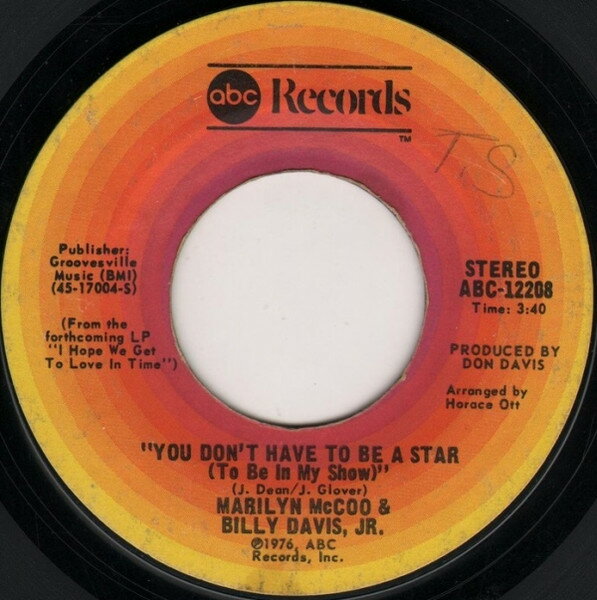 abc Records
TM
TS
Publisher:
Groovesville
Music (BMI)
(45-17004-S)
(From the
forthcoming LP
"I Hope We Get
To Love In Time")
STEREO
ABC-12208
Time: 3:40
PRODUCED BY
DON DAVIS
Arranged by
Horace Ott
"YOU DON'T HAVE TO BE A STAR
(To Be In My Show)"
(J. Dean/J. Glover)
MARILYN McCOO &
BILLY DAVIS, JR.
℗1976, ABC
Records, Inc.